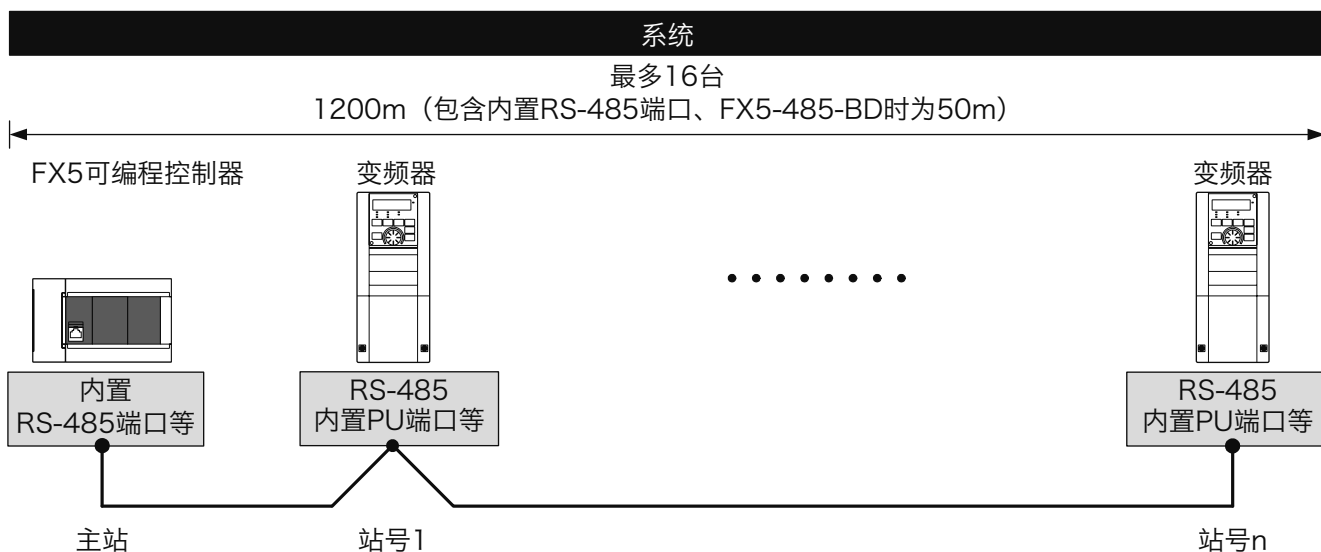 系统
最多16台
1200m（包含内置RS-485端口、FX5-485-BD时为50m）
FX5可编程控制器
变频器
变频器
内置
RS-485端口等
RS-485
内置PU端口等
RS-485
内置PU端口等
主站
站号1
站号n